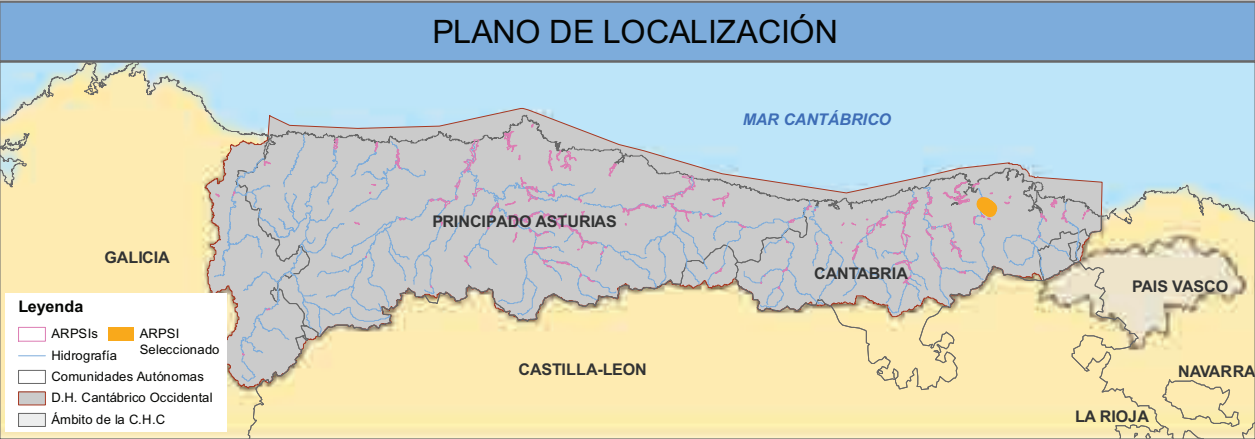 PLANO DE LOCALIZACIÓN
MAR CANTÁBRICO
PRINCIPADO ASTURIAS
GALICIA
CANTABRIA
PAIS VASCO
CASTILLA-LEON
NAVARRA
LA RIOJA
Leyenda
ARPSIs
ARPSI
Seleccionado
Hidrografía
Comunidades Autónomas
D.H. Cantábrico Occidental
Ámbito de la C.H.C